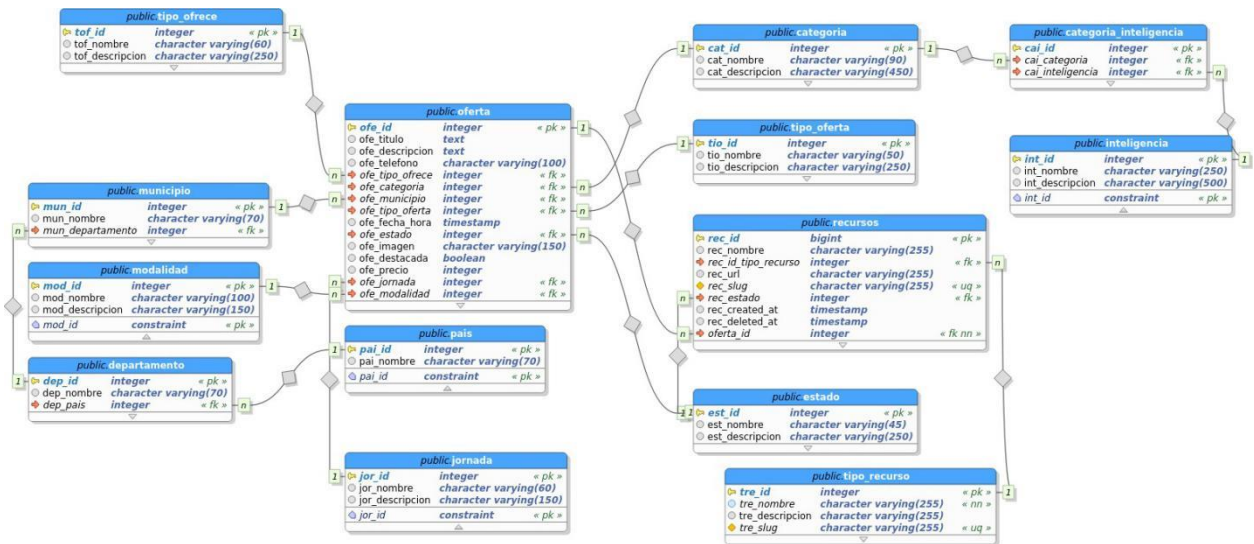 public.tipo_ofrece
tof_id integer « pk »
tof_nombre character varying(60)
tof_descripcion character varying(250)
1
public.categoria
1 cat_id integer « pk » 1
cat_nombre character varying(90)
cat_descripcion character varying(450)
public.categoria_inteligencia
cai_id integer « pk »
n cai_categoria integer « fk »
cai_inteligencia integer « fk » n
public.oferta
ofe_id integer « pk » 1
ofe_titulo text
ofe_descripcion text
ofe_telefono character varying(100)
n ofe_tipo_ofrece integer « fk »
ofe_categoria integer « fk » n
n ofe_municipio integer « fk »
ofe_tipo_oferta integer « fk » n
ofe_fecha_hora timestamp
ofe_estado integer « fk » n
ofe_imagen character varying(150)
ofe_destacada boolean
ofe_precio integer
n ofe_jornada integer « fk »
n ofe_modalidad integer « fk »
public.tipo_oferta
1 tio_id integer « pk »
tio_nombre character varying(50)
tio_descripcion character varying(250)
public.inteligencia
int_id integer « pk » 1
int_nombre character varying(250)
int_descripcion character varying(500)
int_id constraint « pk »
public.municipio
mun_id integer « pk » 1
mun_nombre character varying(70)
n mun_departamento integer « fk »
public.recursos
rec_id bigint « pk »
rec_nombre character varying(255)
rec_id_tipo_recurso integer « fk » n
rec_url character varying(255)
rec_slug character varying(255) « uq »
n rec_estado integer « fk »
rec_created_at timestamp
rec_deleted_at timestamp
n oferta_id integer « fk nn »
public.modalidad
mod_id integer « pk » 1
mod_nombre character varying(100)
mod_descripcion character varying(150)
mod_id constraint « pk »
public.pais
1 pai_id integer « pk »
pai_nombre character varying(70)
pai_id constraint « pk »
public.departamento
1 dep_id integer « pk »
dep_nombre character varying(70)
dep_pais integer « fk » n
public.estado
1 1 est_id integer « pk »
est_nombre character varying(45)
est_descripcion character varying(250)
public.jornada
1 jor_id integer « pk »
jor_nombre character varying(60)
jor_descripcion character varying(150)
jor_id constraint « pk »
public.tipo_recurso
tre_id integer « pk » 1
tre_nombre character varying(255) « nn »
tre_descripcion character varying(255)
tre_slug character varying(255) « uq »